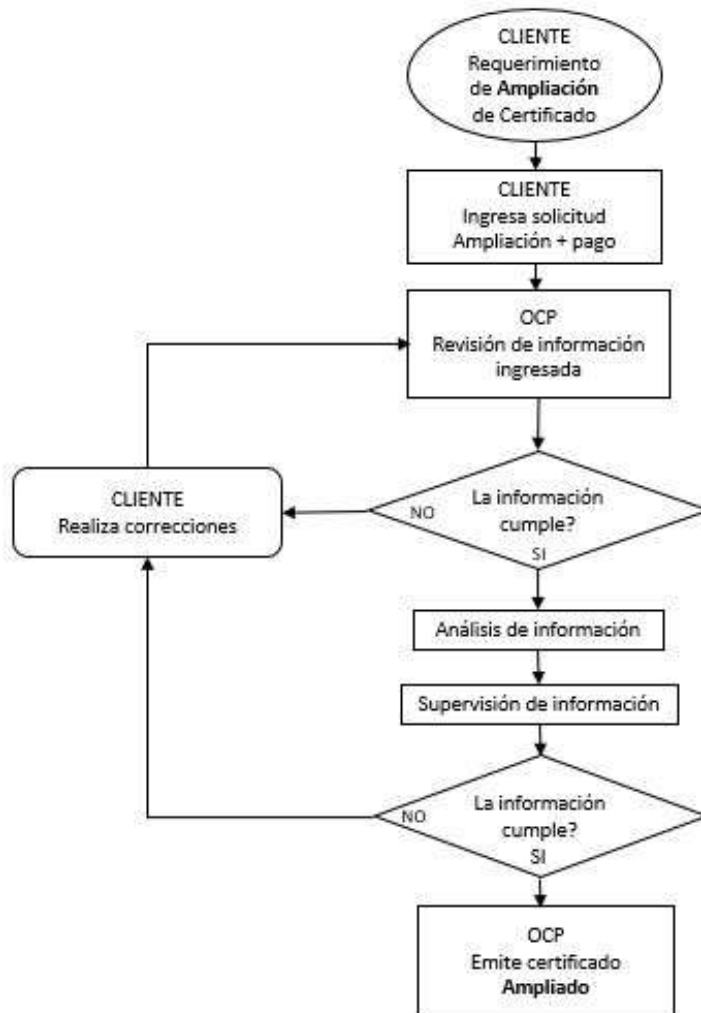 CLIENTE
Requerimiento
de Ampliación
de Certificado
CLIENTE
Ingresa solicitud
Ampliación + pago
OCP
Revisión de información
ingresada
La información
cumple?
NO
SI
CLIENTE
Realiza correcciones
Análisis de información
Supervisión de información
La información
cumple?
NO
SI
OCP
Emite certificado
Ampliado